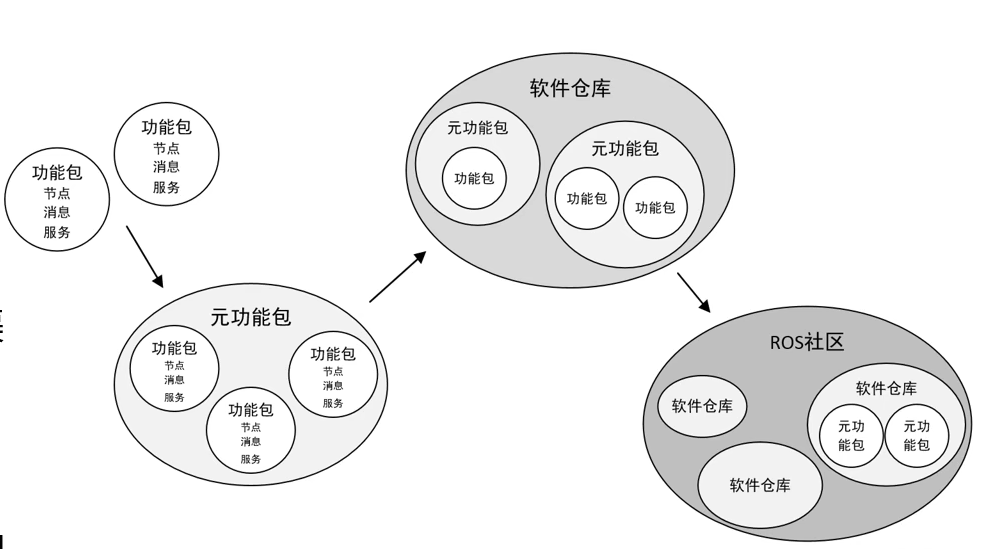 功能包
节点
消息
服务
功能包
节点
消息
服务
元功能包
功能包
节点
消息
服务
功能包
节点
消息
服务
功能包
节点
消息
服务
软件仓库
元功能包
功能包
元功能包
功能包
功能包
ROS社区
软件仓库
软件仓库
元功
能包
元功
能包
软件仓库